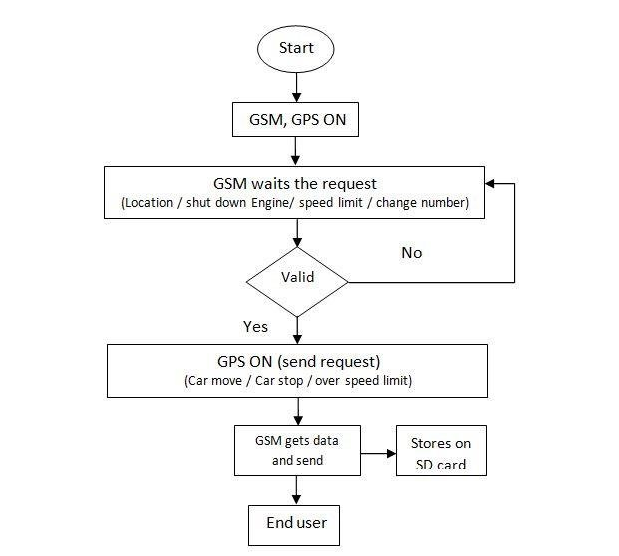 Start
GSM, GPS ON
GSM waits the request
(Location / shut down Engine/ speed limit / change number)
No
Valid
Yes
GPS ON (send request)
(Car move / Car stop / over speed limit)
GSM gets data
and send
Stores on
SD card
End user